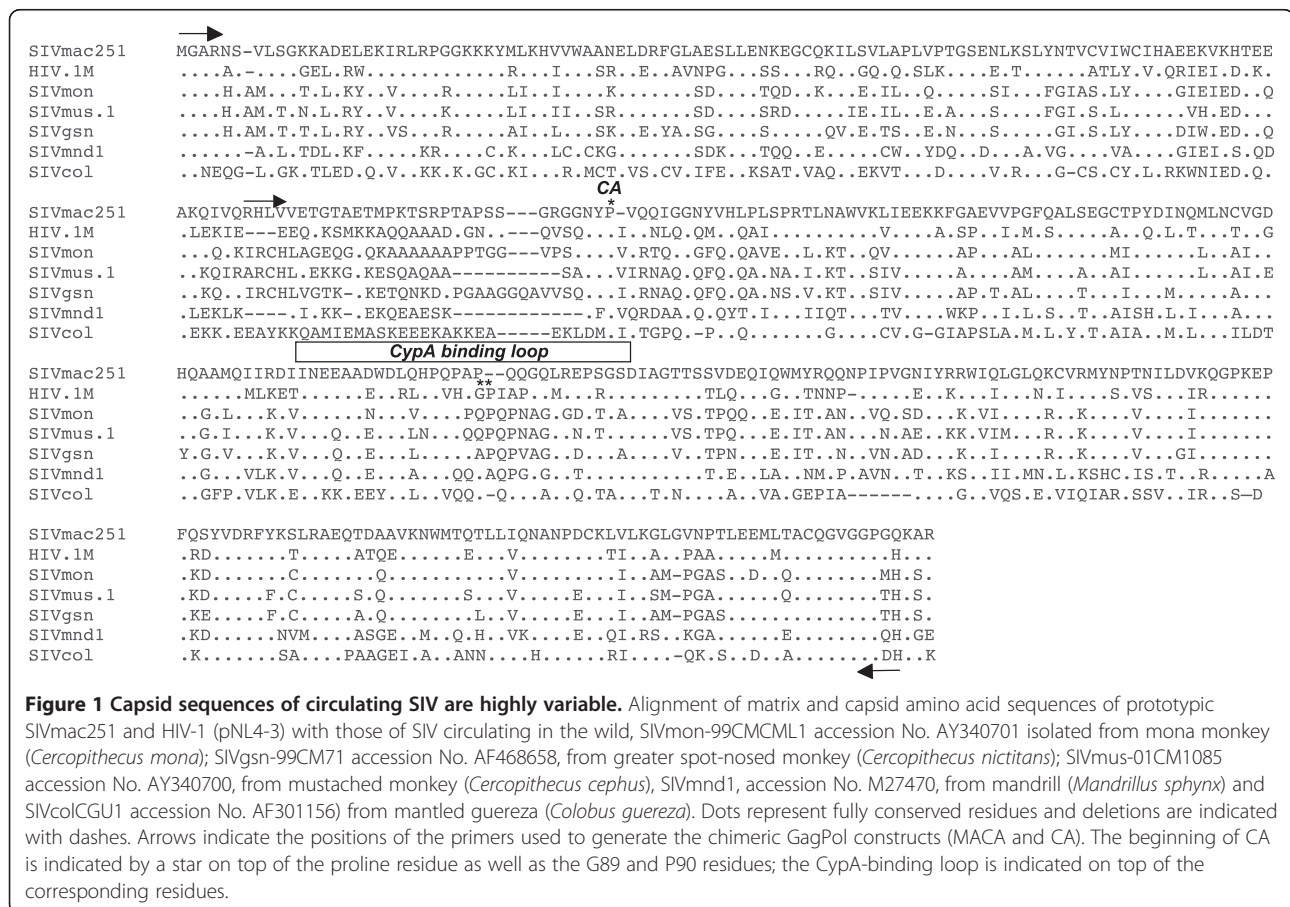 SIVmac251 MGARNS-VLSGKKADELEKIRLRPGGKKKYMLKHVVWAANELDRFGLAESLLENKEGCQKILSVLAPLVPTGSENLKSLYNTVCVIWCIHAEEKVKHTEE
HIV.1M ....A.-....GEL.RW..............R...I...SR..E..AVNPG...SS...RQ..GQ.Q.SLK....E.T......ATLY.V.QRIEI.D.K.
SIVmon ....H.AM...T.L.KY..V....R......LI..I....K.......SD....TQD..K...E.IL..Q.....SI...FGIAS.LY....GIEIED..Q
SIVmus.1 ....H.AM.T.N.L.RY..V....K......LI..II...SR......SD....SRD......IE.IL..E.A....S...FGI.S.L......VH.ED...
SIVgsn ....H.AM.T.T.L.RY..VS...R......AI..L...SK...E.YA.SG....S......QV.E.TS..E.N...S.....GI.S.LY....DIW.ED..Q
SIVmnd1 .....-A.L.TDL.KF....KR....C.K...LC.CKG.......SDK...TQQ..E......CW..YDQ..D...A.VG....VA....GIEI.S.QD
SIVcol ...NEQG-L.GK.TLED.Q.V..KK.K.GC.KI...R.MCT.VS.CV.IFE..KSAT.VAQ..EKVT...D..V....R.-G-CS.CY.L.RKWNIED.Q.
CA
*
SIVmac251 AKQIVQRHLVVETGTAETMPKTSRPTAPSS---GRGGNYP-VQQIGGNYVHLPLSPRTLNAWVKLIEEKKFGAEVVPGFQALSEGCTPYDINQMLNCVGD
HIV.1M .LEKIE---EEQ.KSMKKAQQAAAD.GN...--QVSQ...I..NLQ.QM..QAI.......V....A.SP..I.M.S.....A..Q.L.T...T..G
SIVmon ...Q.KIRCHLAGEQG.QKAAAAAAPPTGG--VPS.....V.RTQ..GFQ.QAVE..L.KT..QV.......AP...AL.....MI.....L..AI..
SIVmus.1 ..KQIRARCHL.EKKG.KESQAQAA----------SA...VIRNAQ.QFQ.QA.NA.I.KT...SIV......A....AM....A..AI....L..AI.E
SIVgsn ..KQ..IRCHLVGTK-.KETQNKD.PGAAGGQAVVSQ..I.RNAQ.QFQ..QA.NS.V.KT..SIV........AP.T.AL....T..I...M.....A..
SIVmnd1 .LEKLK----.I.KK..EKQEAESK-----------.F.VQRDAA.Q.QYT.I...IIQT...TV.....WKP..I.L.S..T..AISH.L.I...A..
SIVcol .EKK.EEAYKKQAMIEMASKEEEKAKKEA-----EKLDM.I.TGPQ.-P..Q......G....CV.G-GIAPSLA.M.L.Y.T.AIA..M.L...ILDT
CypA binding loop
SIVmac251 HQAAMQIIRDIINEEAADWDLQHPQPAP--QQGQLREPSGSDIAGTTSSVDEQIQWMYRQQNPIPVGNIYRRWIQLGLQKCVRMYNPTNILDVKQGPKEP
**
HIV.1M ......MLKET......E..RL..VH.GPIAP..M...R.........TLQ...G..TNNP-......E..K...I...N.I....S.VS...IR......
SIVmon ..G.L...K.V......N...V....PQPQPNAG.GD.T.A....VS.TPQQ..E.IT.AN...VQ.SD...K.VI....R..K.....V...I.......
SIVmus.1 ..G.I...K.V...Q..E...LN...QQPQPNAG..N.T......VS.TPQ...E.IT.AN...N.AE..KK.VIM...R..K.....V...I.......
SIVgsn Y.G.V...K.V...Q..E...L.....APQPVAG..D...A....V..TPN...E.IT..N...VN.AD...K..I....R..K.....V..GI.......
SIVmnd1 ..G...VLK.V...Q..E...A...QQ.AQPG.G..T..........T.E..LA..NM.P.AVN..T..KS..II.MN.L.KSHC.IS.T..R.....A
SIVcol ..GFP.VLK.E..KK.EEY..L..VQQ.-Q...A..Q.TA..T.N...A..VA.GEPIA------....G..VQS.E.VIQIAR.SSV..IR..S–D
SIVmac251 FQSYVDRFYKSLRAEQTDAAVKNWMTQTLLIQNANPDCKLVLKGLGVNPTLEEMLTACQGVGGPGQKAR
HIV.1M .RD.......T.....ATQE......E...V........TI..G...PAA....M..........H...
SIVmon .KD.......C.......Q...........V.........I..AM-PGAS..D..Q........MH.S.
SIVmus.1 .KD.....F.C.....S.Q.......S..V.....E...I..SM-PGA.....Q........TH.S.
SIVgsn .KE.....F.C.....A.Q........L..V.....E...I..AM-PGAS............TH.S.
SIVmnd1 .KD......NVM....ASGE..M..Q.H..VK....E..QI.RS..KGA....E........QH.GE
SIVcol .K.......SA....PAAGEI.A..ANN....H.....RI....-QK.S..D..A.......DH..K
Figure 1 Capsid sequences of circulating SIV are highly variable. Alignment of matrix and capsid amino acid sequences of prototypic
SIVmac251 and HIV-1 (pNL4-3) with those of SIV circulating in the wild, SIVmon-99CMCML1 accession No. AY340701 isolated from mona monkey
(Cercopithecus mona); SIVgsn-99CM71 accession No. AF468658, from greater spot-nosed monkey (Cercopithecus nictitans); SIVmus-01CM1085
accession No. AY340700, from mustached monkey (Cercopithecus cephus), SIVmnd1, accession No. M27470, from mandrill (Mandrillus sphynx) and
SIVcolCGU1 accession No. AF301156) from mantled guereza (Colobus guereza). Dots represent fully conserved residues and deletions are indicated
with dashes. Arrows indicate the positions of the primers used to generate the chimeric GagPol constructs (MACA and CA). The beginning of CA
is indicated by a star on top of the proline residue as well as the G89 and P90 residues; the CypA-binding loop is indicated on top of the
corresponding residues.